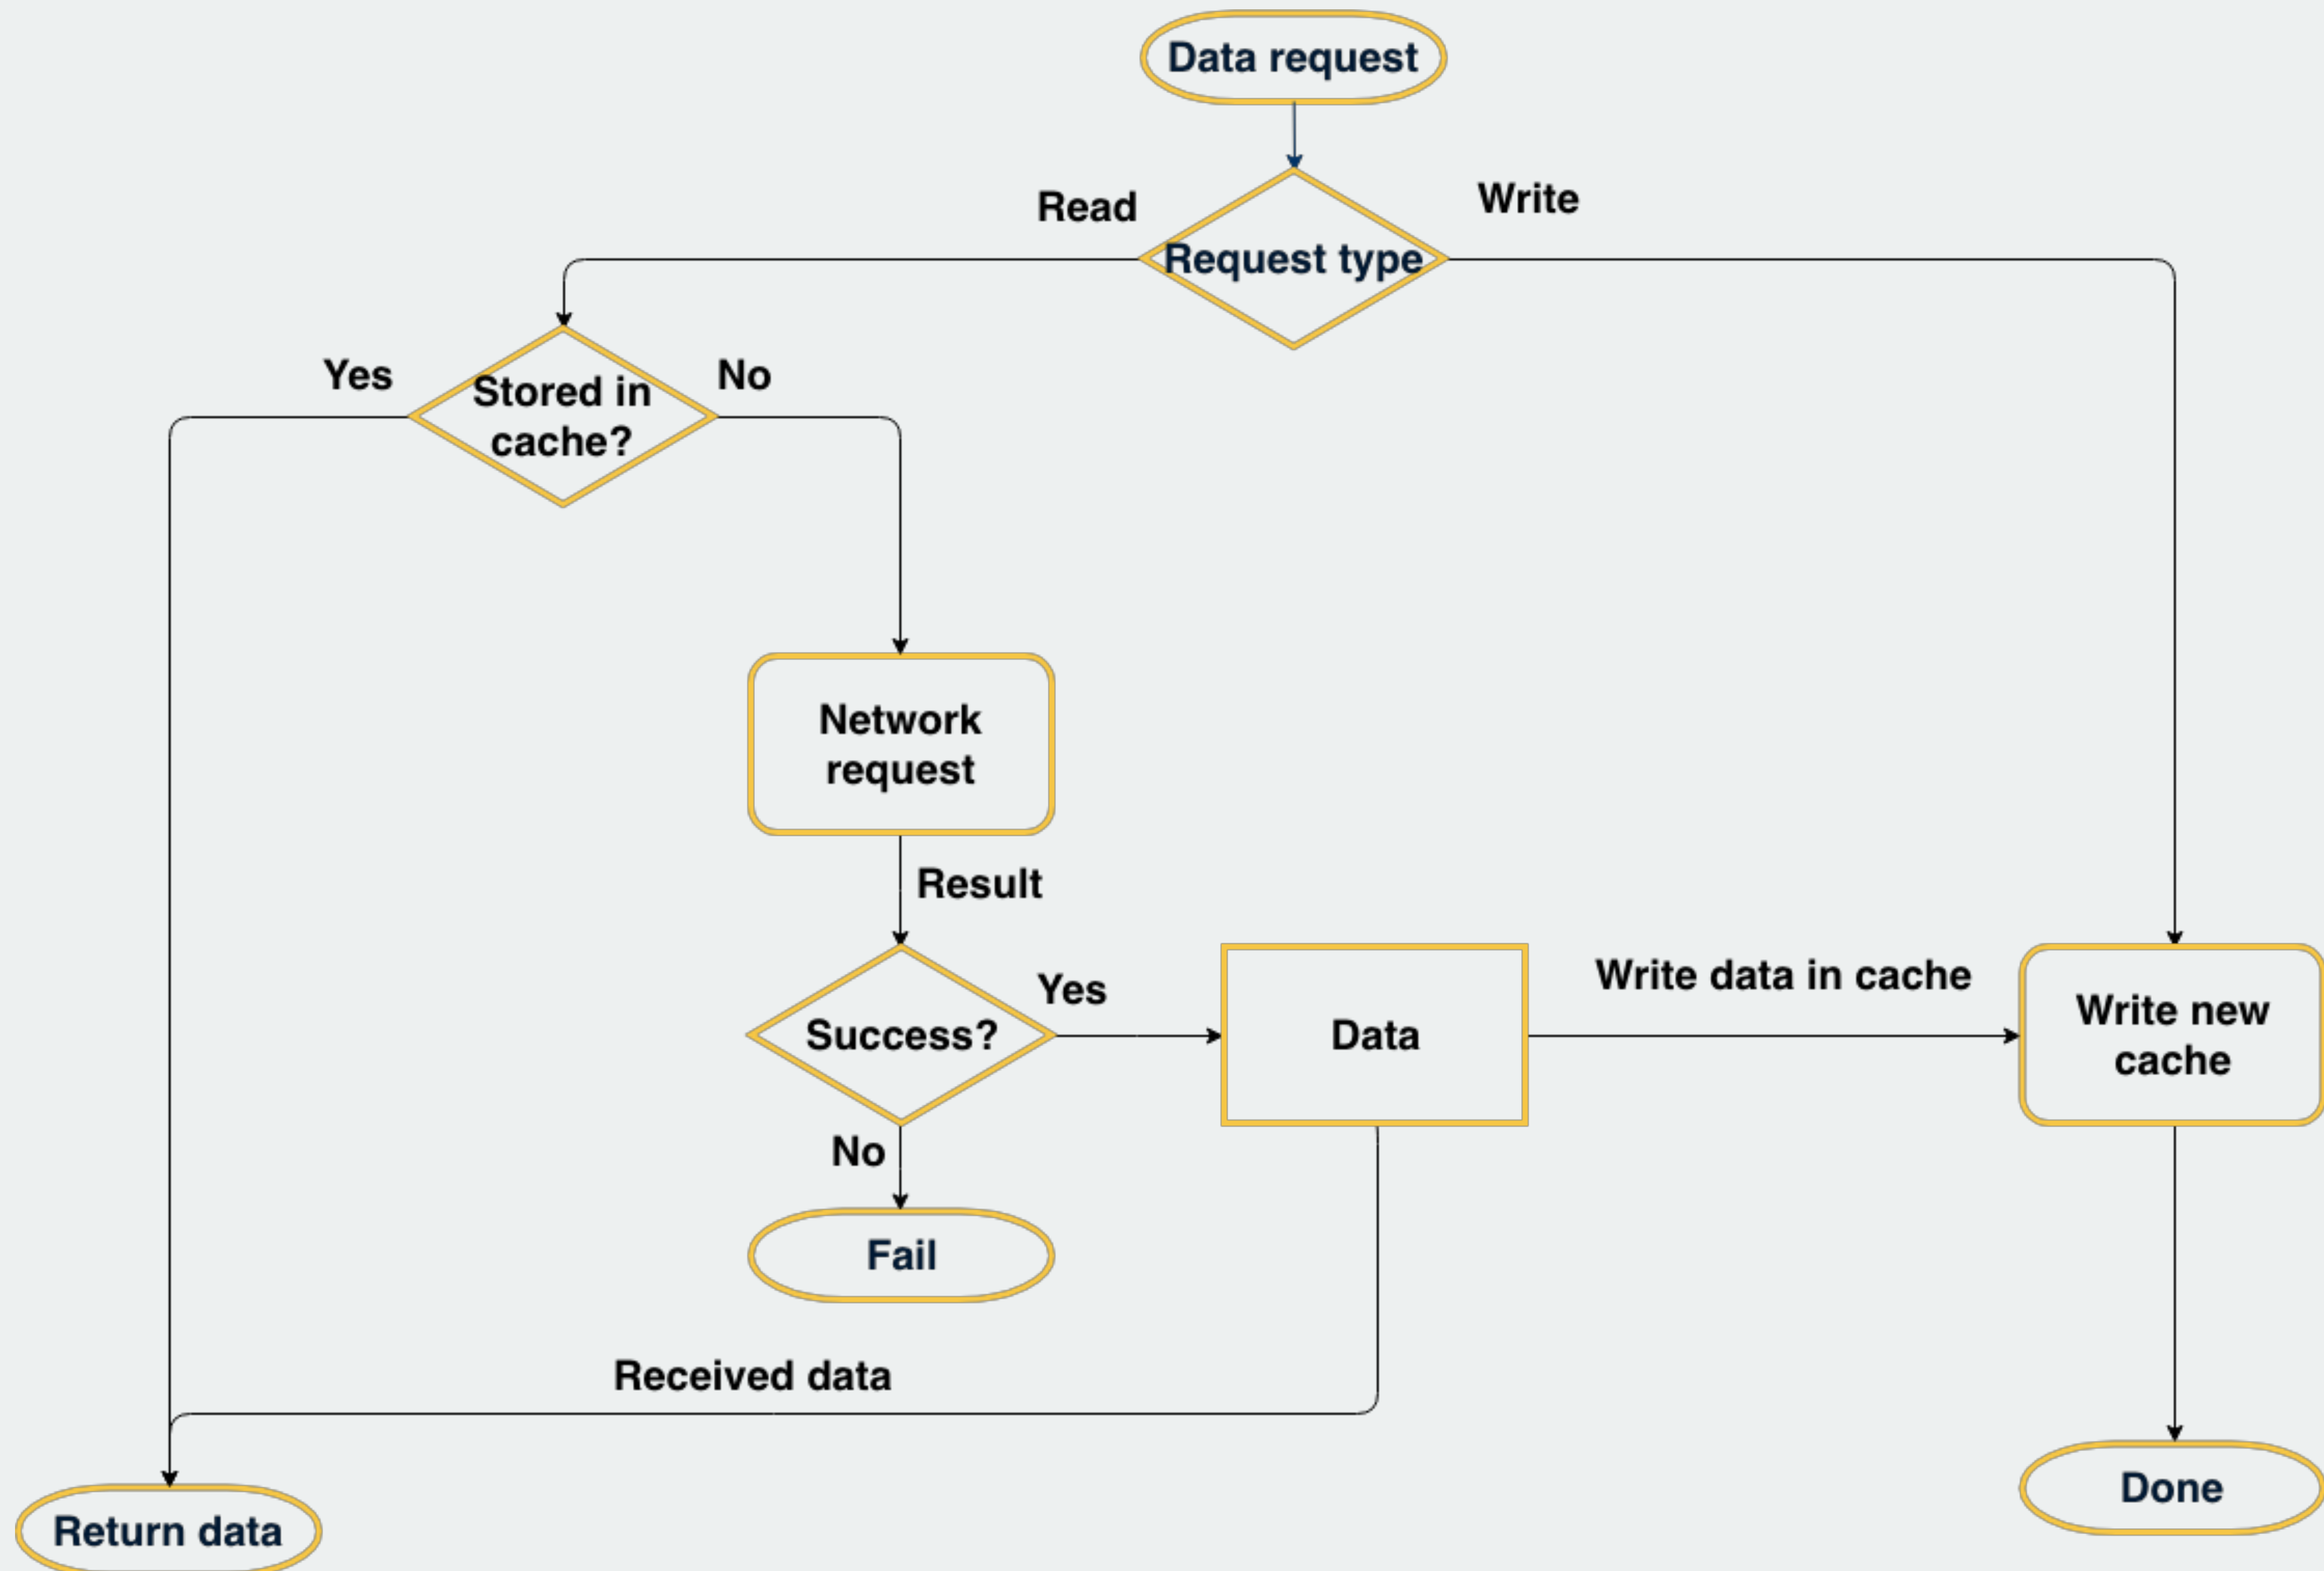 Data request
Read
Write
Request type
Yes
Stored in
cache?
No
Network
request
Result
Yes
Success?
Data
Write data in cache
Write new
cache
No
Fail
Received data
Return data
Done